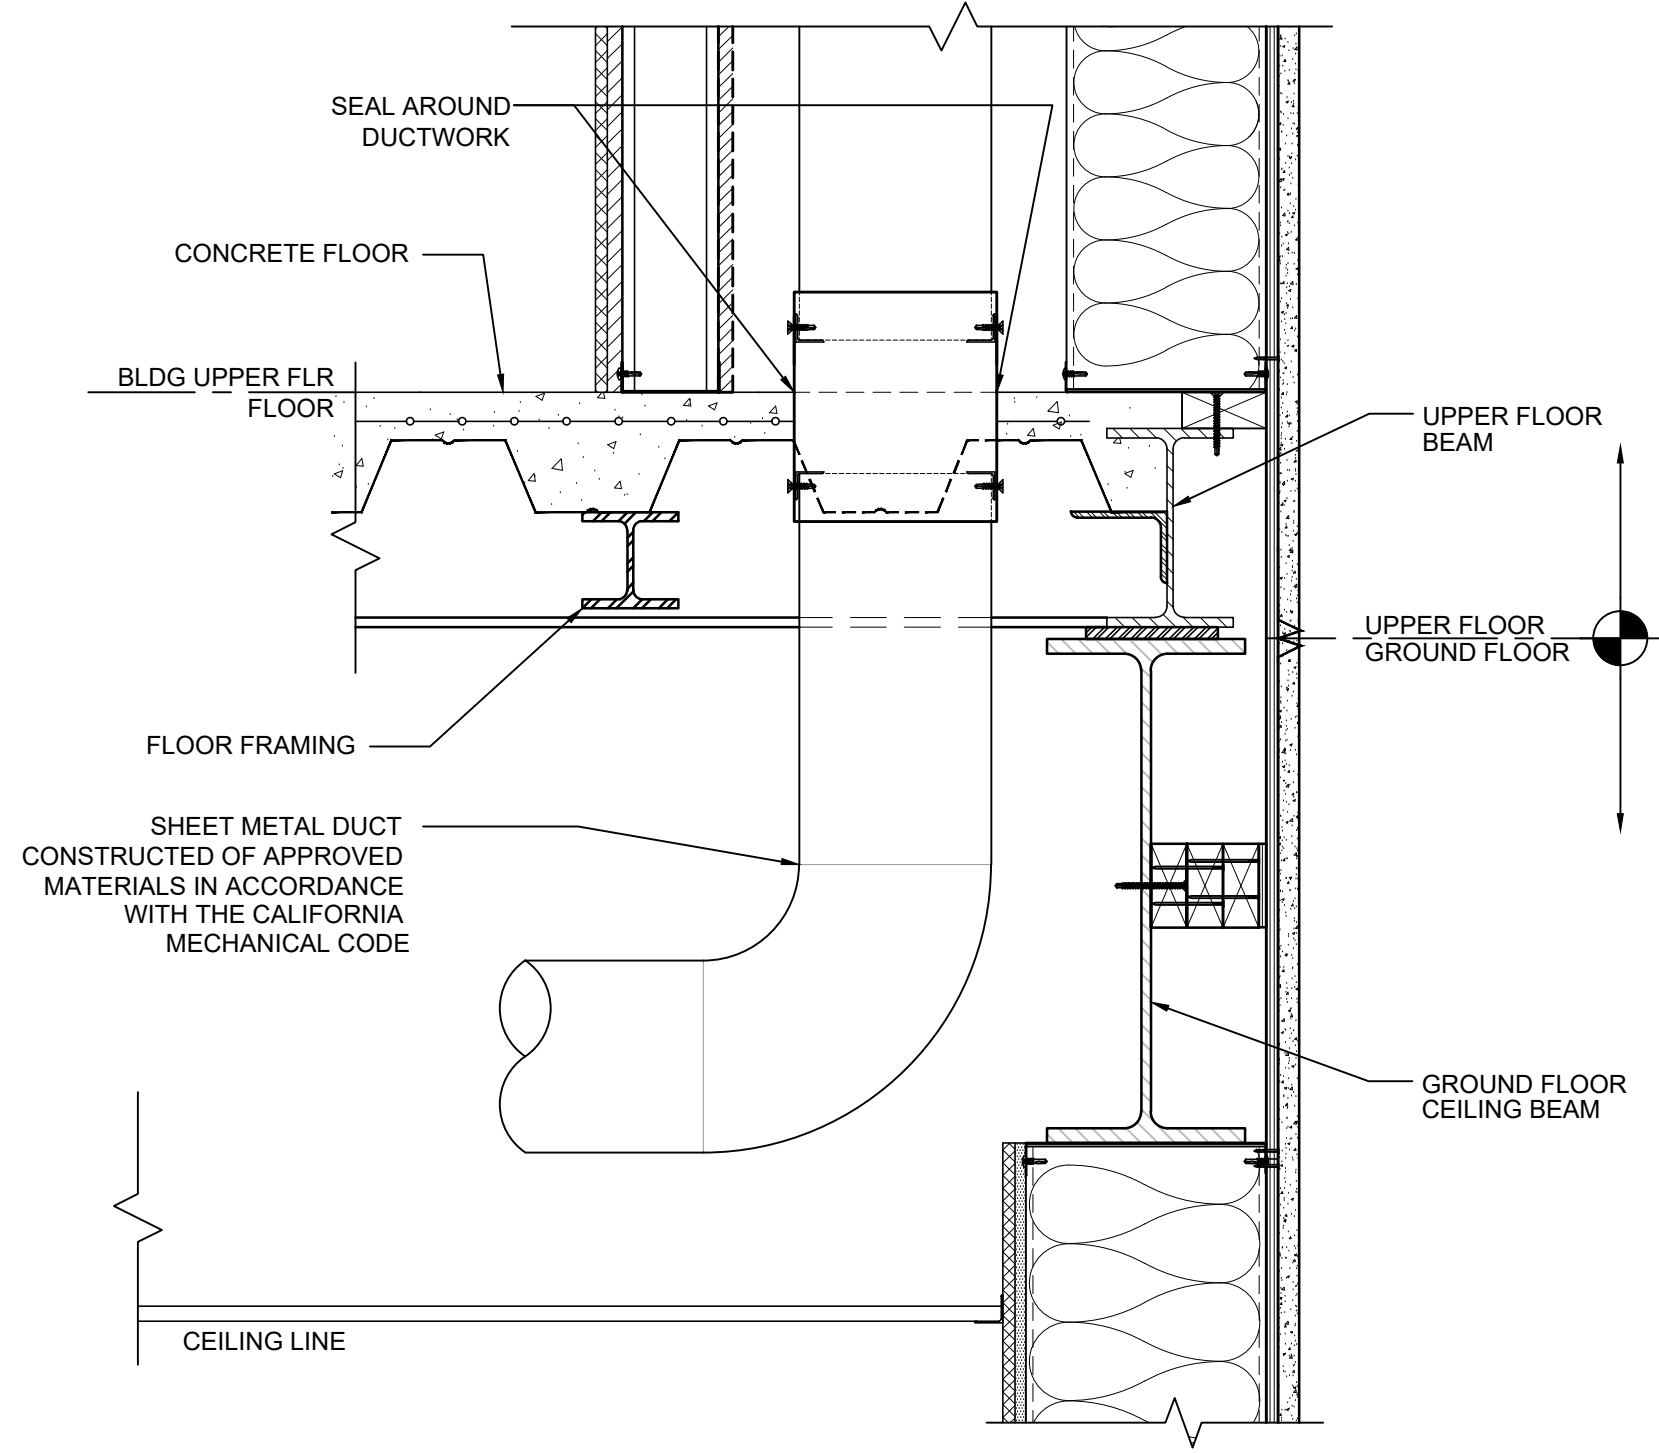 SEAL AROUND
DUCTWORK
CONCRETE FLOOR
BLDG UPPER FLR
FLOOR
UPPER FLOOR
BEAM
UPPER FLOOR
GROUND FLOOR
FLOOR FRAMING
SHEET METAL DUCT
CONSTRUCTED OF APPROVED
MATERIALS IN ACCORDANCE
WITH THE CALIFORNIA
MECHANICAL CODE
GROUND FLOOR
CEILING BEAM
CEILING LINE